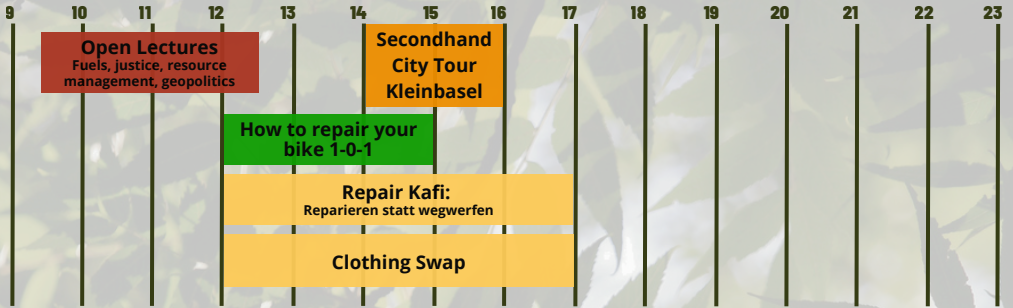 9 10 11 12 13 14 15 16 17 18 19 20 21 22 23
Open Lectures
Fuels, justice, resource
management, geopolitics
Secondhand
City Tour
Kleinbasel
How to repair your
bike 1-0-1
Repair Kafi:
Reparieren statt wegwerfen
Clothing Swap